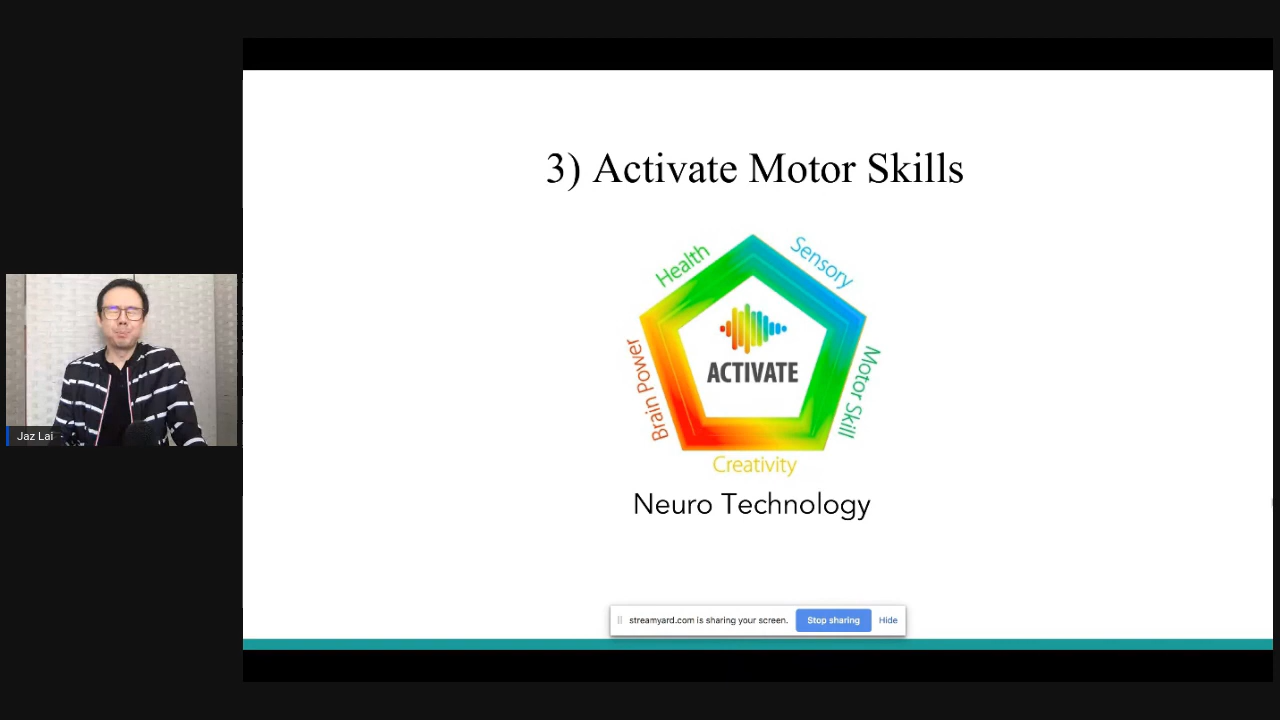 3) Activate Motor Skills
Health
Sensory
Brain Power
ACTIVATE
Motor Skill
Creativity
Neuro Technology
Jaz Lai
streamyard.com is sharing your screen.
Stop sharing
Hide